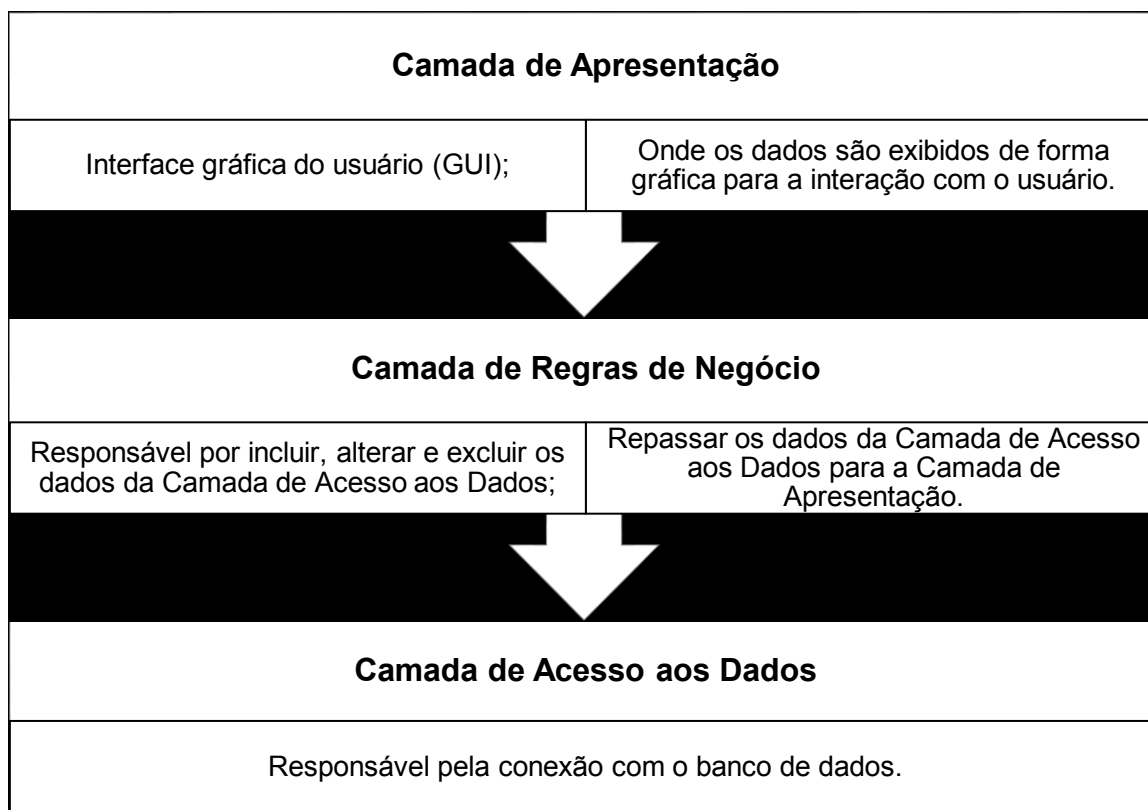 Camada de Apresentação
Interface gráfica do usuário (GUI);
Onde os dados são exibidos de forma
gráfica para a interação com o usuário.
Camada de Regras de Negócio
Responsável por incluir, alterar e excluir os
dados da Camada de Acesso aos Dados;
Repassar os dados da Camada de Acesso
aos Dados para a Camada de
Apresentação.
Camada de Acesso aos Dados
Responsável pela conexão com o banco de dados.